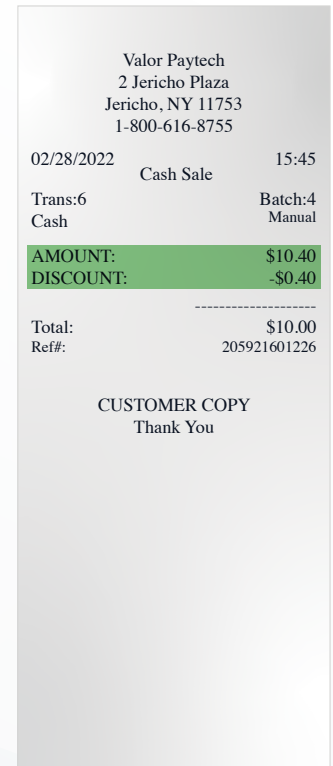 Valor Paytech
2 Jericho Plaza
Jericho, NY 11753
1-800-616-8755
02/28/2022 15:45
Cash Sale
Trans:6 Batch:4
Cash Manual
AMOUNT: $10.40
DISCOUNT: -$0.40
--------------------
Total: $10.00
Ref#: 205921601226
CUSTOMER COPY
Thank You